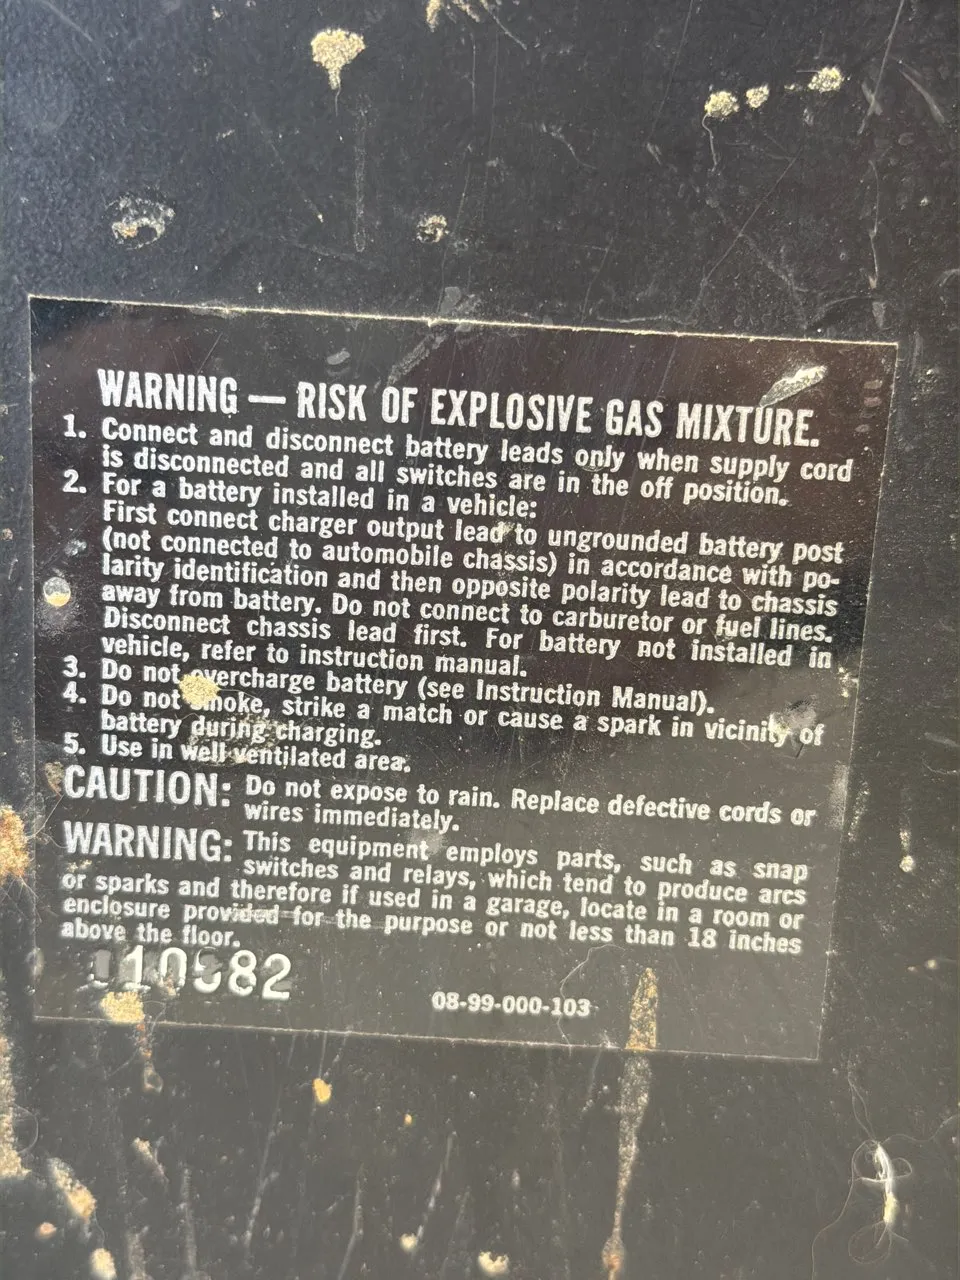 WARNING — RISK OF EXPLOSIVE GAS MIXTURE.
1. Connect and disconnect battery leads only when supply cord
is disconnected and all switches are in the off position.
2. For a battery installed in a vehicle:
First connect charger output lead to ungrounded battery post
(not connected to automobile chassis) in accordance with po-
larity identification and then opposite polarity lead to chassis
away from battery. Do not connect to carburetor or fuel lines.
Disconnect chassis lead first. For battery not installed in
vehicle, refer to instruction manual.
3. Do not overcharge battery (see Instruction Manual).
4. Do not smoke, strike a match or cause a spark in vicinity of
battery during charging.
5. Use in well ventilated area.
CAUTION: Do not expose to rain. Replace defective cords or
wires immediately.
WARNING: This equipment employs parts, such as snap
switches and relays, which tend to produce arcs
or sparks and therefore if used in a garage, locate in a room or
enclosure provided for the purpose or not less than 18 inches
above the floor.
08-99-000-103